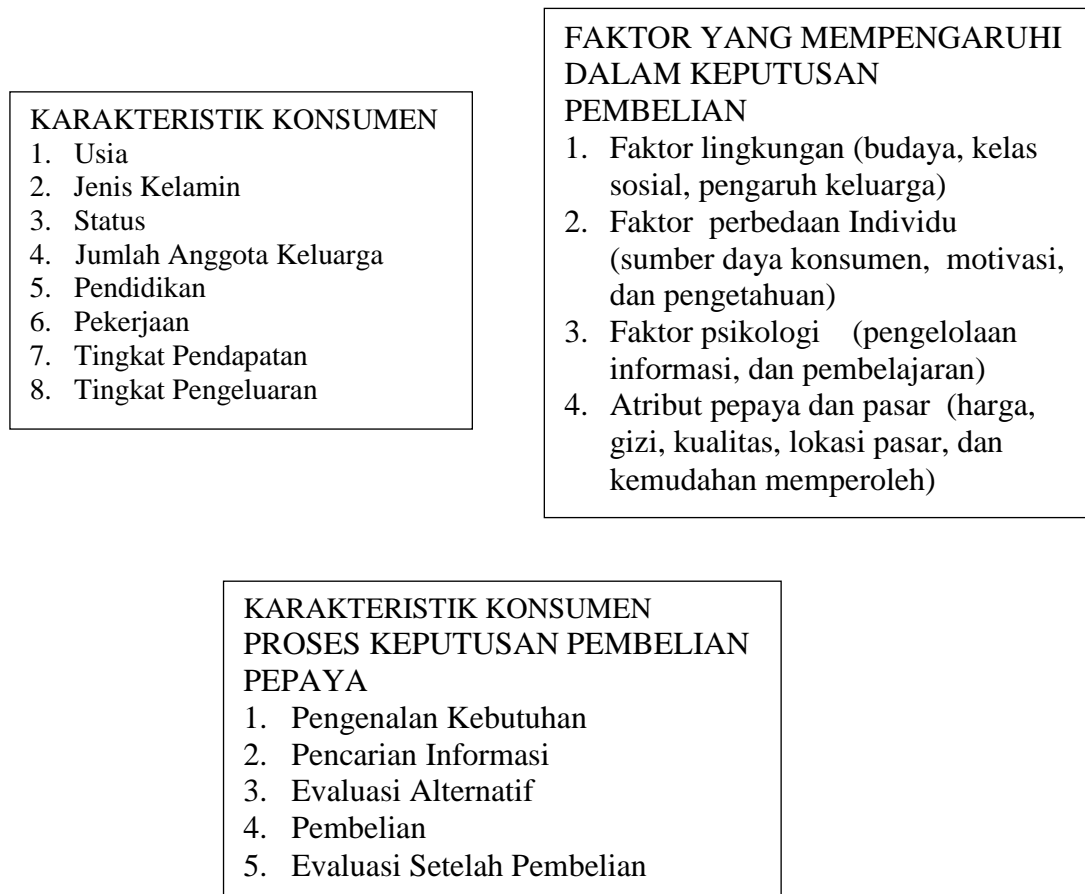 KARAKTERISTIK KONSUMEN
1. Usia
2. Jenis Kelamin
3. Status
4. Jumlah Anggota Keluarga
5. Pendidikan
6. Pekerjaan
7. Tingkat Pendapatan
8. Tingkat Pengeluaran
FAKTOR YANG MEMPENGARUHI
DALAM KEPUTUSAN
PEMBELIAN
1. Faktor lingkungan (budaya, kelas
sosial, pengaruh keluarga)
2. Faktor perbedaan Individu
(sumber daya konsumen, motivasi,
dan pengetahuan)
3. Faktor psikologi (pengelolaan
informasi, dan pembelajaran)
4. Atribut pepaya dan pasar (harga,
gizi, kualitas, lokasi pasar, dan
kemudahan memperoleh)
KARAKTERISTIK KONSUMEN
PROSES KEPUTUSAN PEMBELIAN
PEPAYA
1. Pengenalan Kebutuhan
2. Pencarian Informasi
3. Evaluasi Alternatif
4. Pembelian
5. Evaluasi Setelah Pembelian